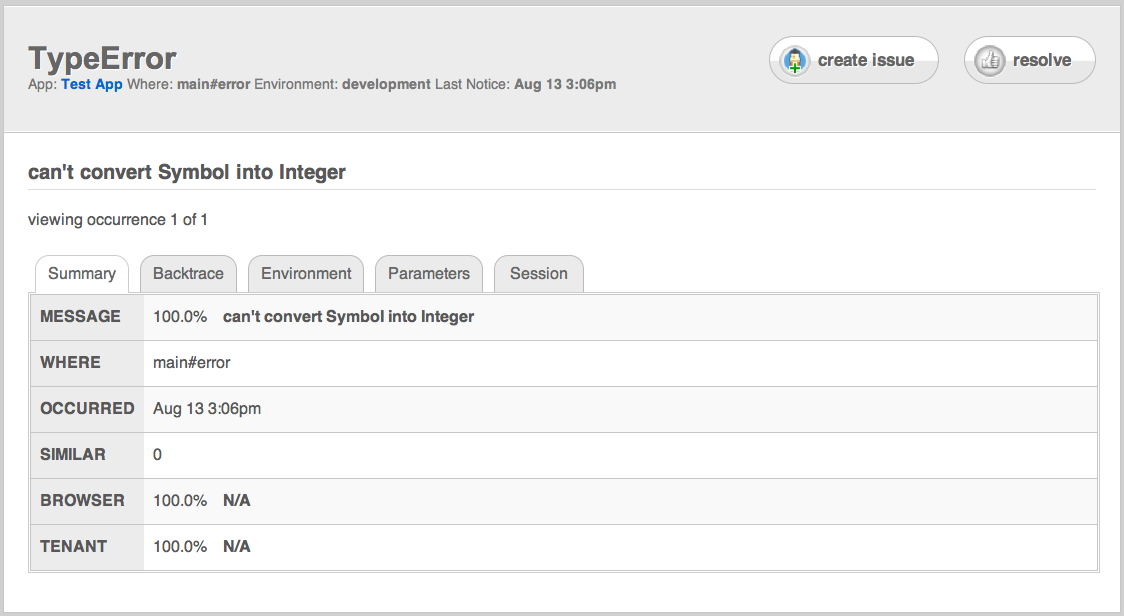 TypeError
App: Test App Where: main#error Environment: development Last Notice: Aug 13 3:06pm
create issue
resolve
can't convert Symbol into Integer
viewing occurrence 1 of 1
Summary Backtrace Environment Parameters Session
MESSAGE 100.0% can't convert Symbol into Integer
WHERE main#error
OCCURRED Aug 13 3:06pm
SIMILAR 0
BROWSER 100.0% N/A
TENANT 100.0% N/A